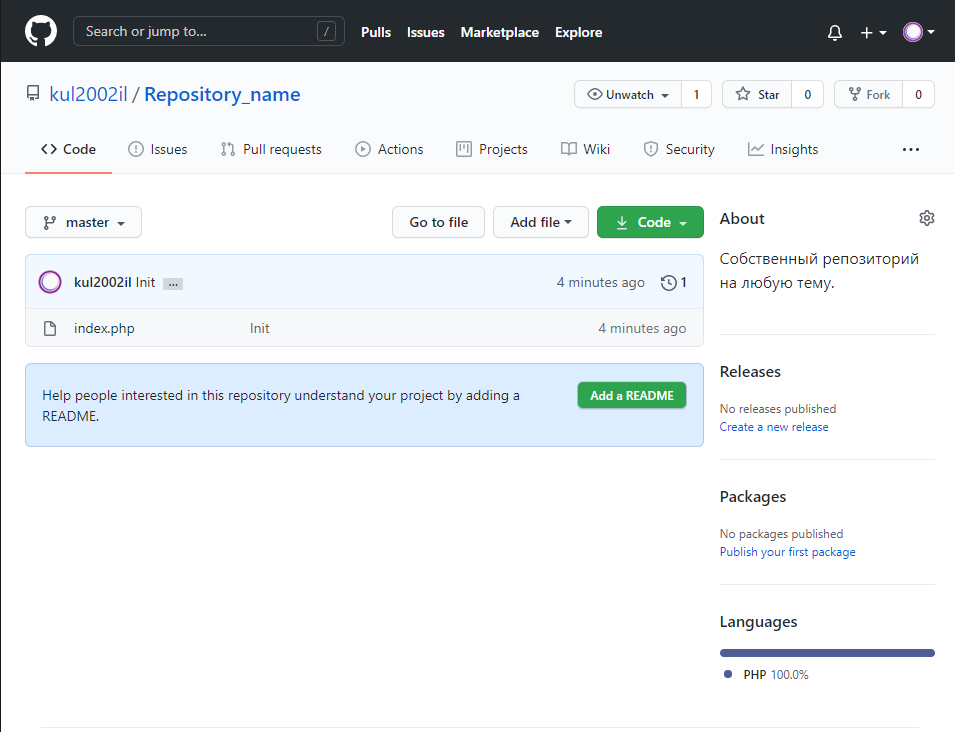 Search or jump to... /
Pulls Issues Marketplace Explore
kul2002il / Repository_name
Unwatch 1 Star 0 Fork 0
Code Issues Pull requests Actions Projects Wiki Security Insights ...
master Go to file Add file Code
kul2002il Init ... 4 minutes ago 1
index.php Init 4 minutes ago
Help people interested in this repository understand your project by adding a
README.
Add a README
About
Собственный репозиторий
на любую тему.
Releases
No releases published
Create a new release
Packages
No packages published
Publish your first package
Languages
PHP 100.0%